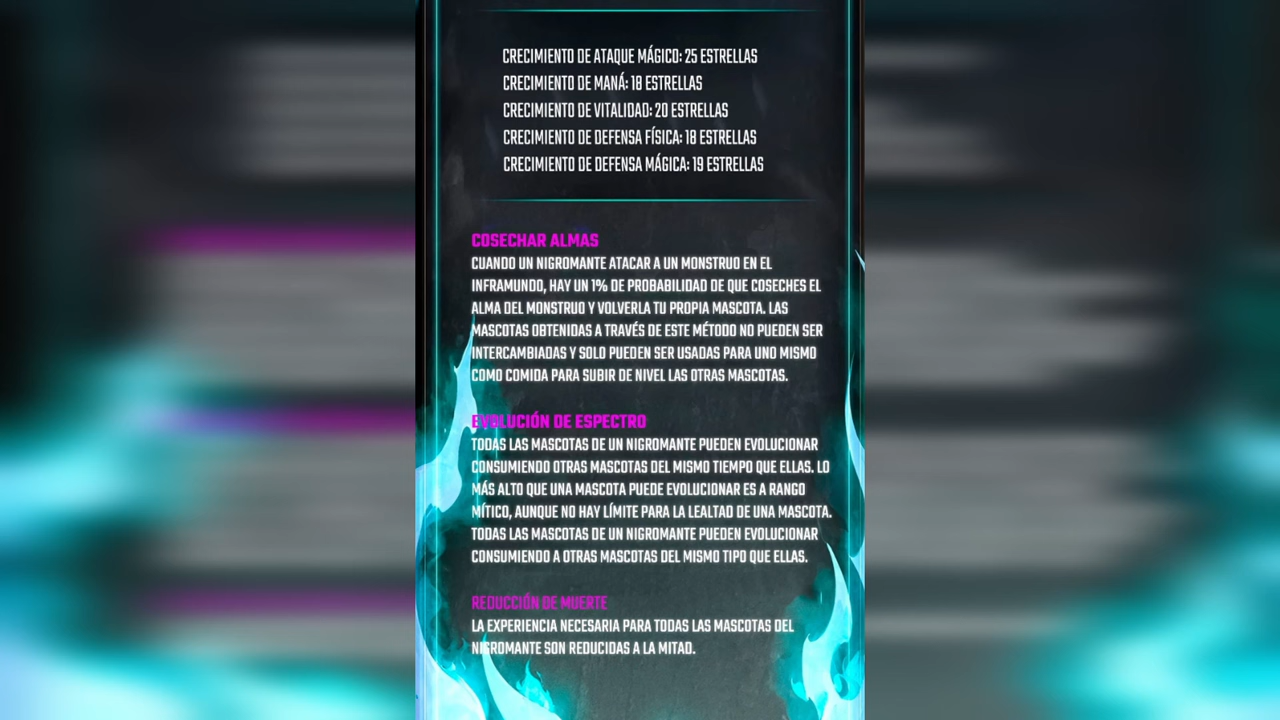 CRECIMIENTO DE ATAQUE MÁGICO: 25 ESTRELLAS
CRECIMIENTO DE MANÁ: 18 ESTRELLAS
CRECIMIENTO DE VITALIDAD: 20 ESTRELLAS
CRECIMIENTO DE DEFENSA FÍSICA: 18 ESTRELLAS
CRECIMIENTO DE DEFENSA MÁGICA: 19 ESTRELLAS
COSECHAR ALMAS
CUANDO UN NIGROMANTE ATACAR A UN MONSTRUO EN EL
INFRAMUNDO, HAY UN 1% DE PROBABILIDAD DE QUE COSECHES EL
ALMA DEL MONSTRUO Y VOLVERLA TU PROPIA MASCOTA. LAS
MASCOTAS OBTENIDAS A TRAVÉS DE ESTE MÉTODO NO PUEDEN SER
INTERCAMBIADAS Y SOLO PUEDEN SER USADAS PARA UNO MISMO
COMO COMIDA PARA SUBIR DE NIVEL LAS OTRAS MASCOTAS.
EVOLUCIÓN DE ESPECTRO
TODAS LAS MASCOTAS DE UN NIGROMANTE PUEDEN EVOLUCIONAR
CONSUMIENDO OTRAS MASCOTAS DEL MISMO TIEMPO QUE ELLAS. LO
MÁS ALTO QUE UNA MASCOTA PUEDE EVOLUCIONAR ES A RANGO
MÍTICO, AUNQUE NO HAY LÍMITE PARA LA LEALTAD DE UNA MASCOTA.
TODAS LAS MASCOTAS DE UN NIGROMANTE PUEDEN EVOLUCIONAR
CONSUMIENDO A OTRAS MASCOTAS DEL MISMO TIPO QUE ELLAS.
REDUCCIÓN DE MUERTE
LA EXPERIENCIA NECESARIA PARA TODAS LAS MASCOTAS DEL
NIGROMANTE SON REDUCIDAS A LA MITAD.